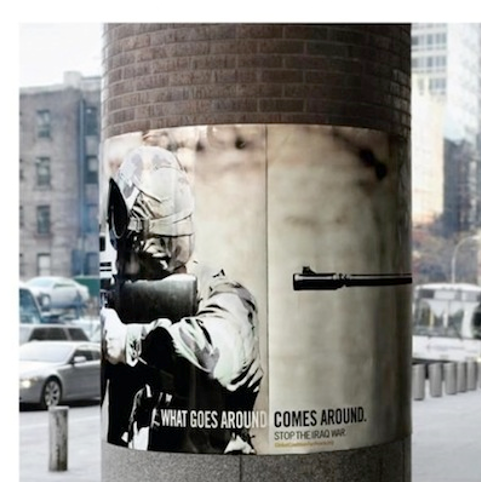 WHAT GOES AROUND COMES AROUND.
STOP THE IRAQ WAR